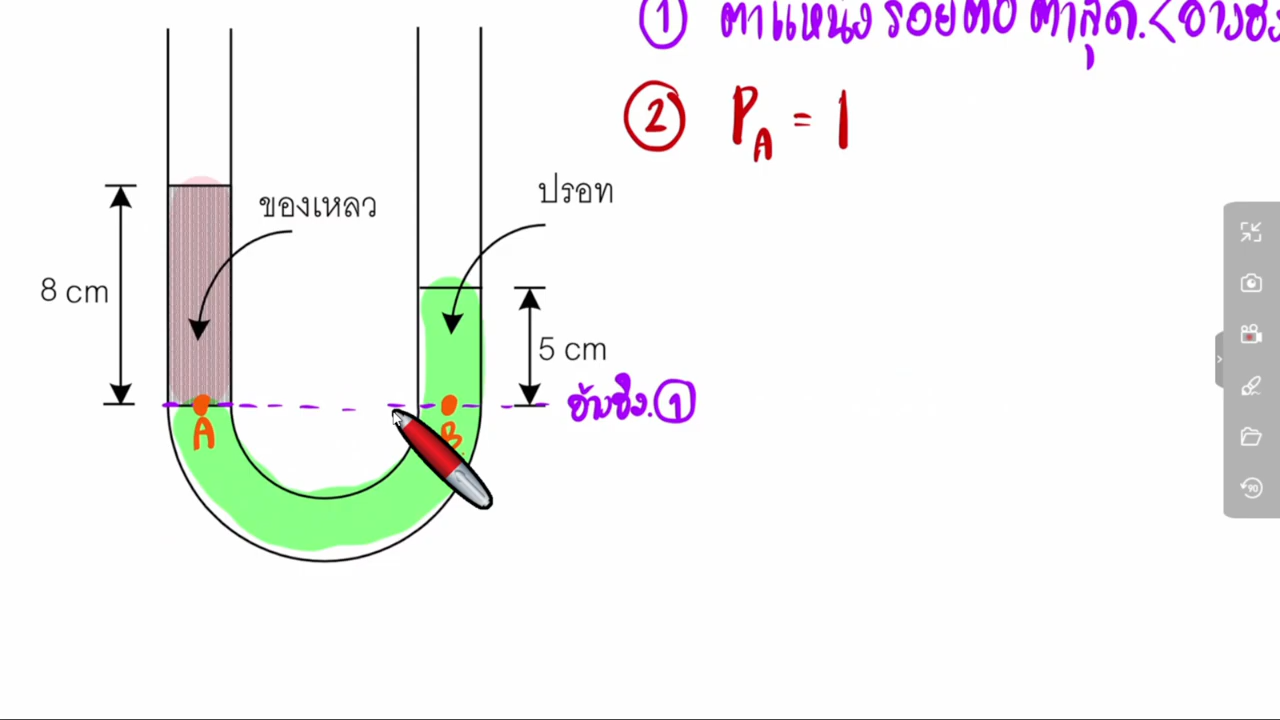 ① ตำแหน่ง รอยต่อ ต่ำสุด.<อ้างอิง
② P_A = 1
ของเหลว
ปรอท
8 cm
5 cm
อ้างอิง.①
A
B
90